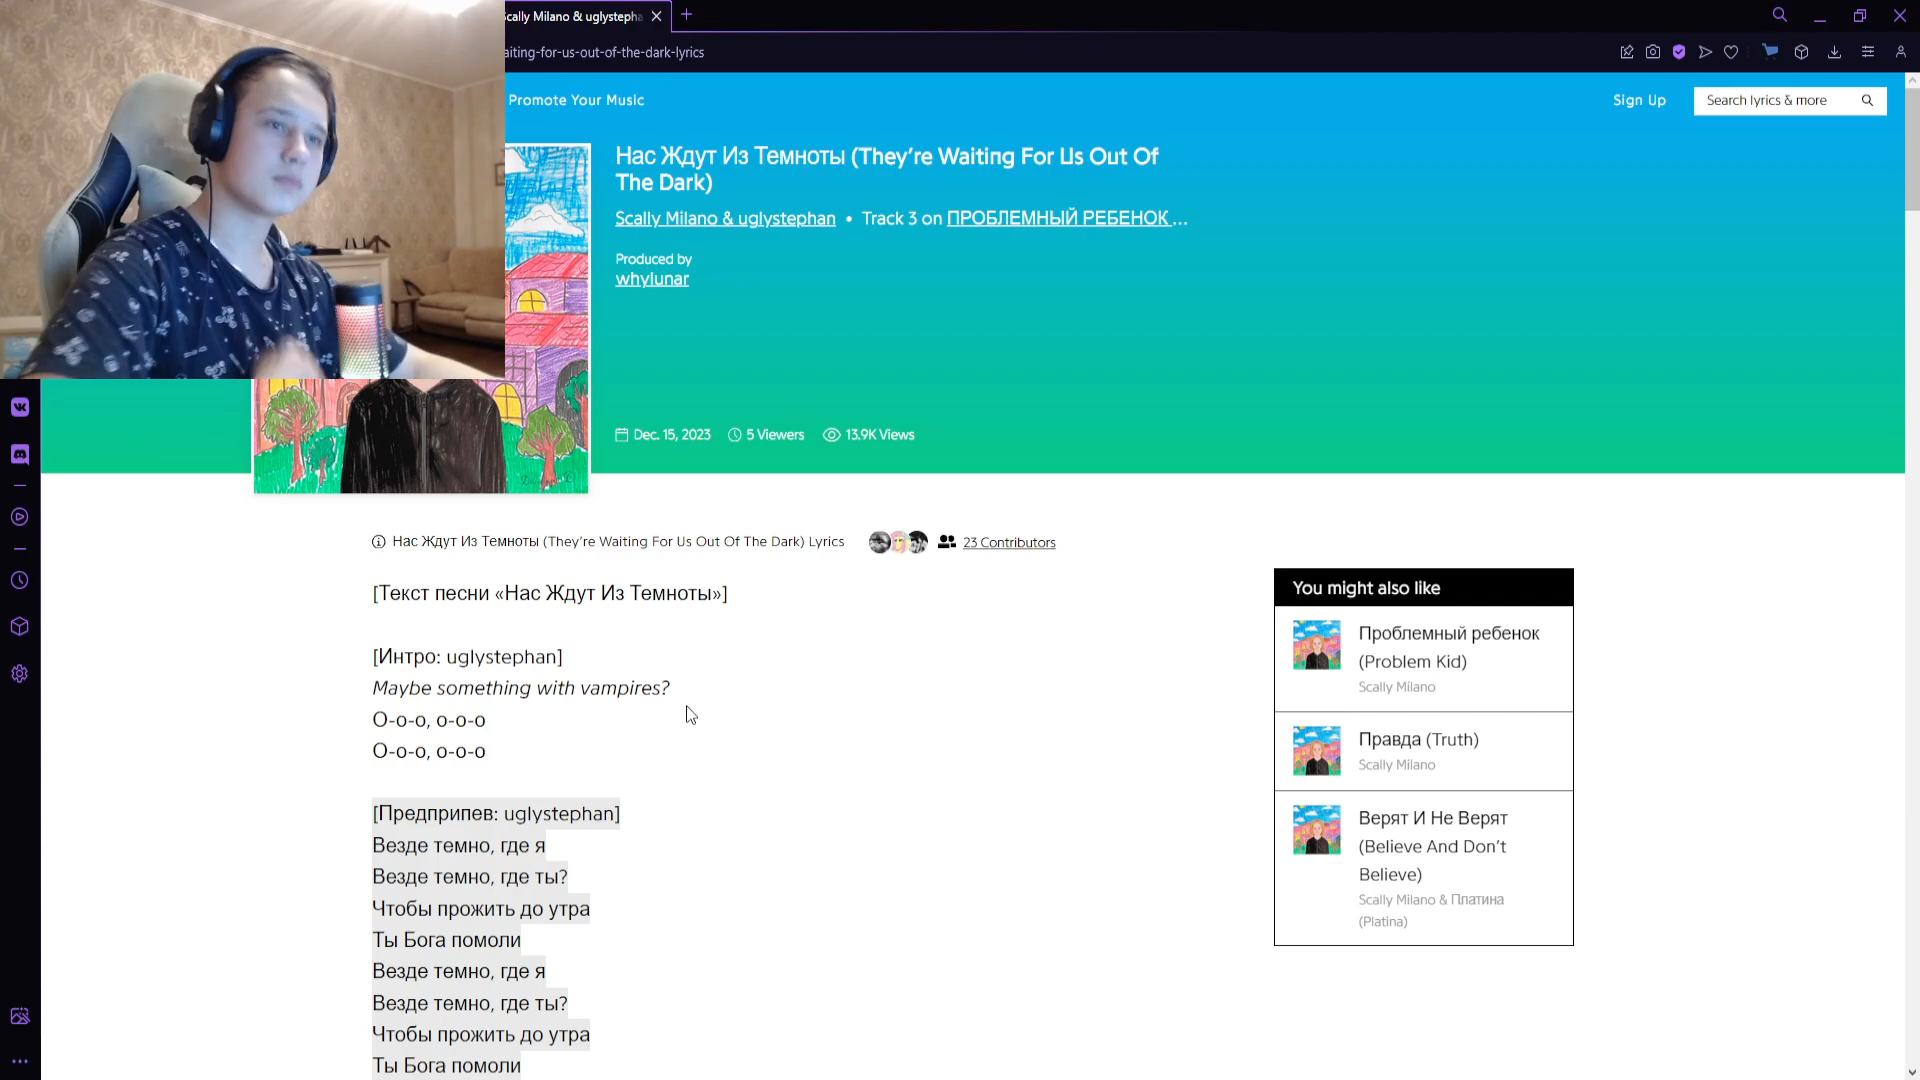 Scally Milano & uglystepha
aiting-for-us-out-of-the-dark-lyrics
Promote Your Music
Sign Up
Search lyrics & more
Нас Ждут Из Темноты (They’re Waiting For Us Out Of
The Dark)
Scally Milano & uglystephan • Track 3 on ПРОБЛЕМНЫЙ РЕБЕНОК ...
Produced by
whylunar
Dec. 15, 2023 5 Viewers 13.9K Views
Нас Ждут Из Темноты (They’re Waiting For Us Out Of The Dark) Lyrics
23 Contributors
[Текст песни «Нас Ждут Из Темноты»]
[Интро: uglystephan]
Maybe something with vampires?
О-о-о, о-о-о
О-о-о, о-о-о
[Предприпев: uglystephan]
Везде темно, где я
Везде темно, где ты?
Чтобы прожить до утра
Ты Бога помоли
Везде темно, где я
Везде темно, где ты?
Чтобы прожить до утра
Ты Бога помоли
You might also like
Проблемный ребенок
(Problem Kid)
Scally Milano
Правда (Truth)
Scally Milano
Верят И Не Верят
(Believe And Don’t
Believe)
Scally Milano & Платина
(Platina)